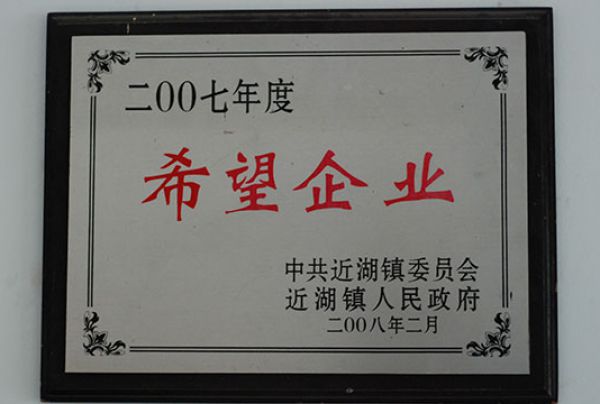 二00七年度
希望企业
中共近湖镇委员会
近湖镇人民政府
二00八年二月